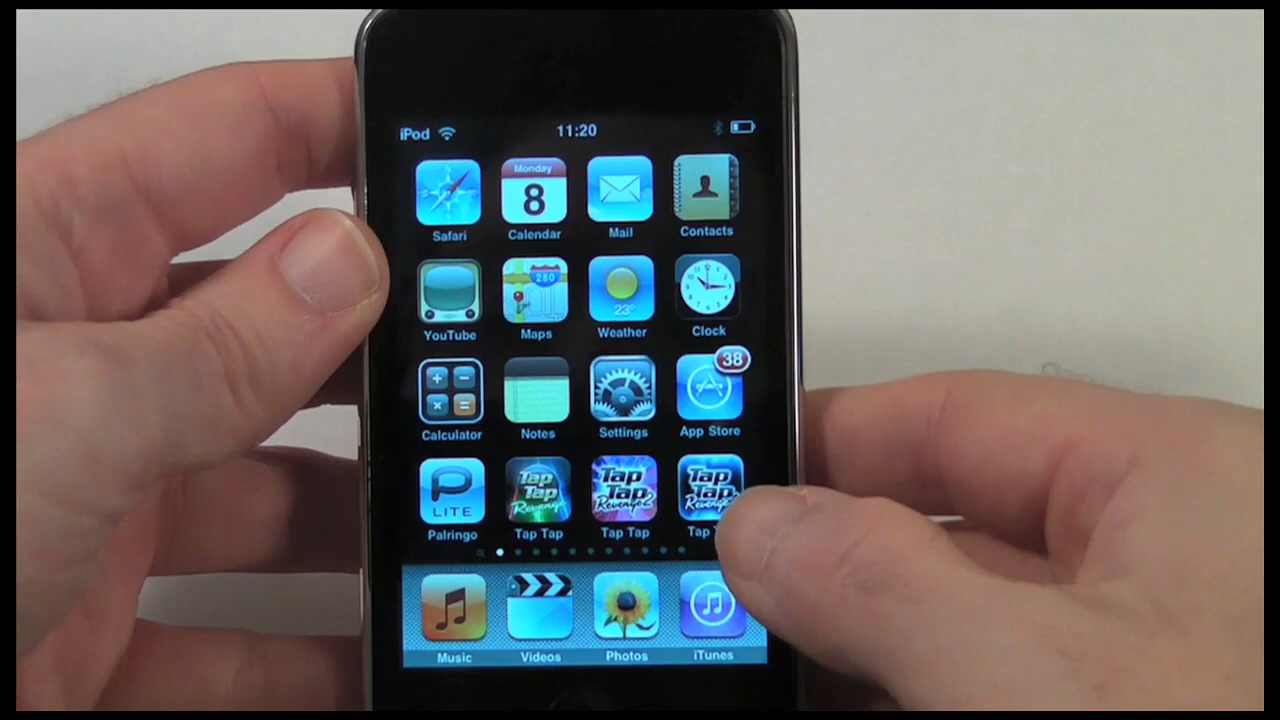 iPod 11:20
Monday
8
Safari Calendar Mail Contacts
280
23°
YouTube Maps Weather Clock
38
Calculator Notes Settings App Store
P LITE Tap Tap Revenge Tap Tap Revenge 2 Tap Tap
Palringo Tap Tap Tap Tap Tap
Music Videos Photos iTunes